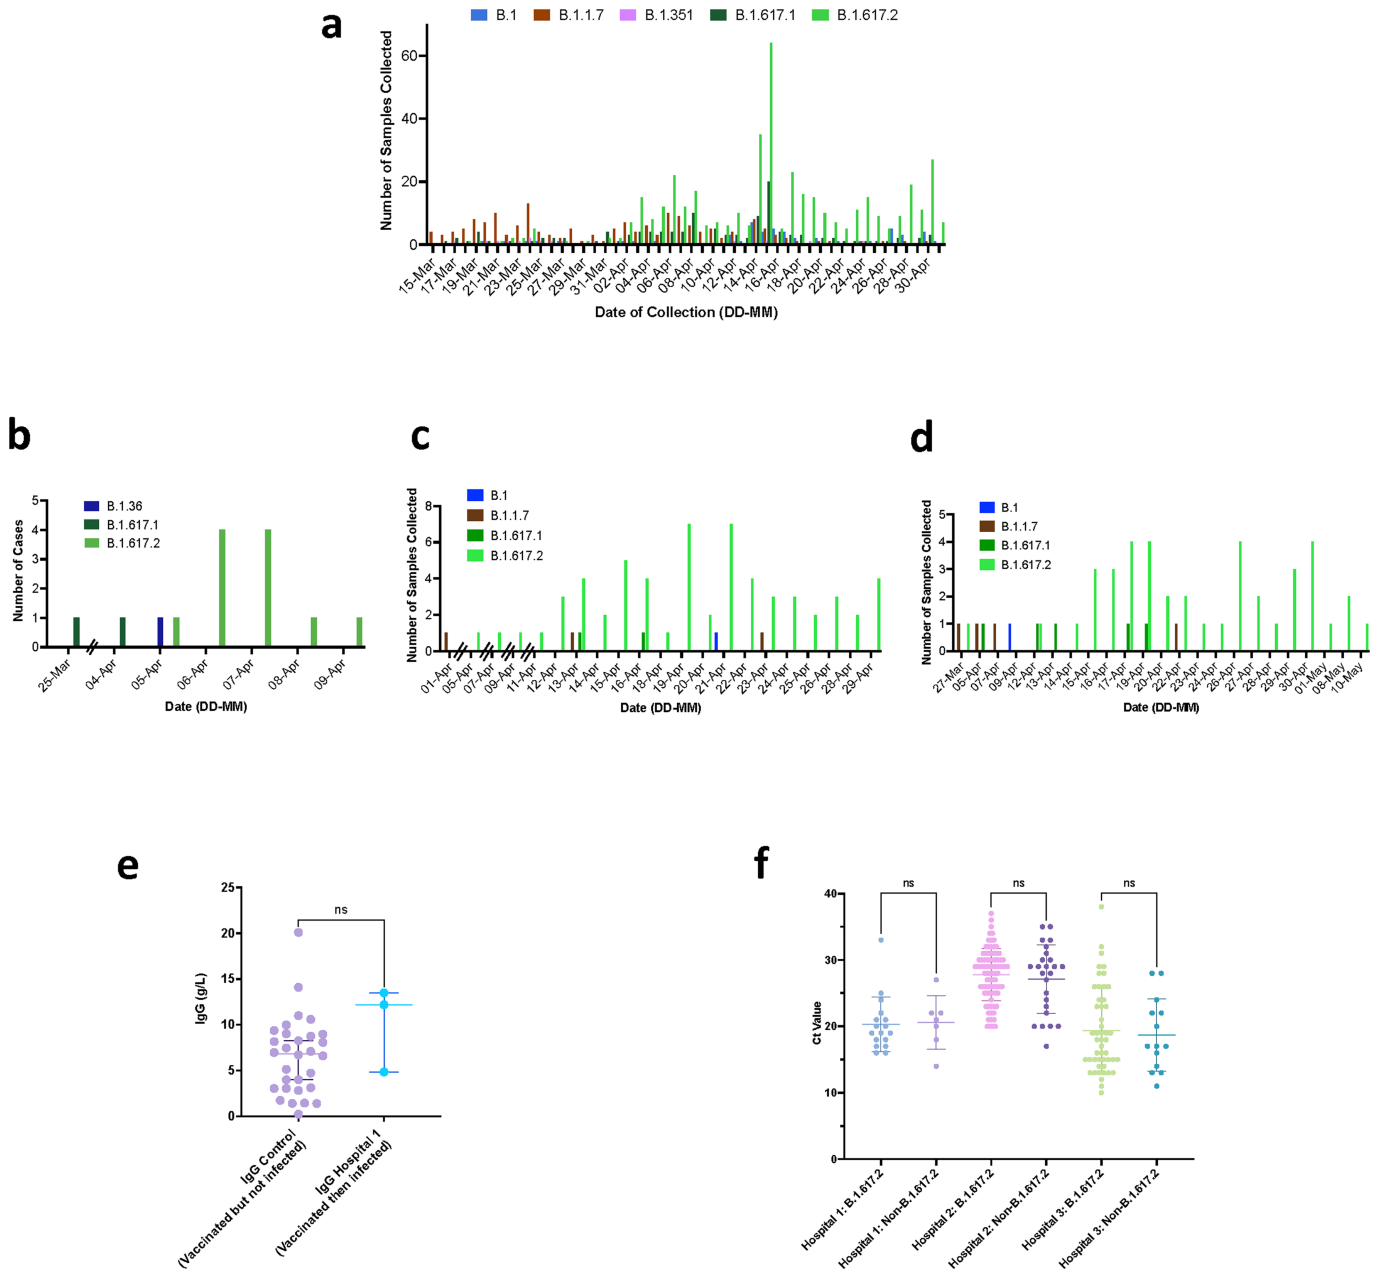 a
B.1 B.1.1.7 B.1.351 B.1.617.1 B.1.617.2
Number of Samples Collected
60
40
20
0
15-Mar 17-Mar 19-Mar 21-Mar 23-Mar 25-Mar 27-Mar 29-Mar 31-Mar 02-Apr 04-Apr 06-Apr 08-Apr 10-Apr 12-Apr 14-Apr 16-Apr 18-Apr 20-Apr 22-Apr 24-Apr 26-Apr 28-Apr 30-Apr
Date of Collection (DD-MM)
b
B.1.36
B.1.617.1
B.1.617.2
Number of Cases
5
4
3
2
1
0
25-Mar 04-Apr 05-Apr 06-Apr 07-Apr 08-Apr 09-Apr
Date (DD-MM)
c
B.1
B.1.1.7
B.1.617.1
B.1.617.2
Number of Samples Collected
8
6
4
2
0
01-Apr 05-Apr 07-Apr 09-Apr 11-Apr 12-Apr 13-Apr 14-Apr 15-Apr 16-Apr 18-Apr 19-Apr 20-Apr 21-Apr 22-Apr 23-Apr 24-Apr 25-Apr 26-Apr 28-Apr 29-Apr
Date (DD-MM)
d
B.1
B.1.1.7
B.1.617.1
B.1.617.2
Number of Samples Collected
5
4
3
2
1
0
27-Mar 05-Apr 07-Apr 09-Apr 12-Apr 13-Apr 14-Apr 15-Apr 16-Apr 17-Apr 19-Apr 20-Apr 22-Apr 23-Apr 24-Apr 26-Apr 27-Apr 28-Apr 29-Apr 30-Apr 01-May 08-May 10-May
Date (DD-MM)
e
ns
IgG (g/L)
25
20
15
10
5
0
IgG Control
(Vaccinated but not infected)
IgG Hospital 1
(Vaccinated then infected)
f
ns ns ns
Ct Value
40
30
20
10
0
Hospital 1: B.1.617.2
Hospital 1: Non-B.1.617.2
Hospital 2: B.1.617.2
Hospital 2: Non-B.1.617.2
Hospital 3: B.1.617.2
Hospital 3: Non-B.1.617.2